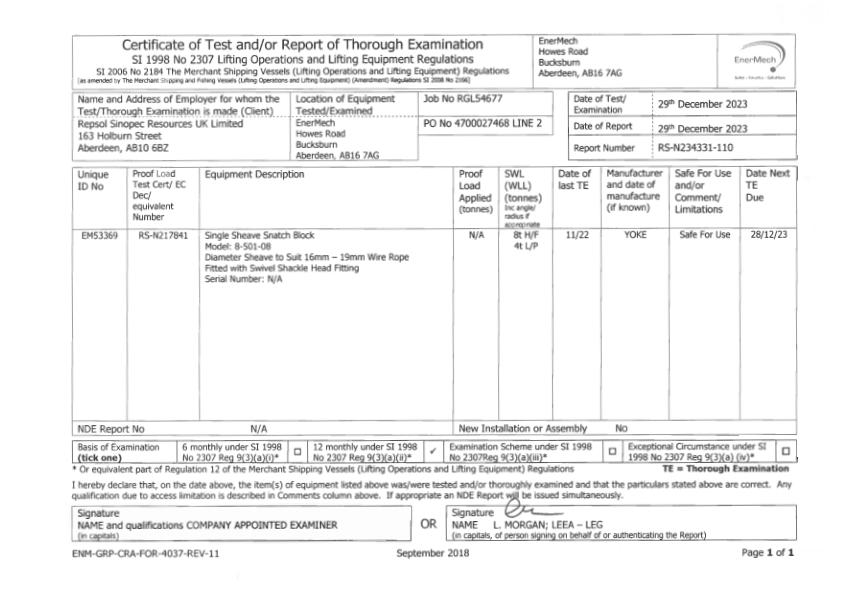 Certificate of Test and/or Report of Thorough Examination
SI 1998 No 2307 Lifting Operations and Lifting Equipment Regulations
SI 2006 No 2184 The Merchant Shipping Vessels (Lifting Operations and Lifting Equipment) Regulations
[as amended by The Merchant Shipping and Fishing Vessels (Lifting Operations and Lifting Equipment) (Amendment) Regulations SI 2008 No 2166]
EnerMech
Howes Road
Bucksburn
Aberdeen, AB16 7AG
EnerMech
Name and Address of Employer for whom the
Test/Thorough Examination is made (Client)
Repsol Sinopec Resources UK Limited
163 Holburn Street
Aberdeen, AB10 6BZ
Location of Equipment
Tested/Examined
EnerMech
Howes Road
Bucksburn
Aberdeen, AB16 7AG
Job No RGL54677
PO No 4700027468 LINE 2
Date of Test/
Examination
29th December 2023
Date of Report
29th December 2023
Report Number
RS-N234331-110
Unique
ID No
Proof Load
Test Cert/ EC
Dec/
equivalent
Number
Equipment Description
Proof
Load
Applied
(tonnes)
SWL
(WLL)
(tonnes)
Inc angle/
radius if
appropriate
Date of
last TE
Manufacturer
and date of
manufacture
(if known)
Safe For Use
and/or
Comment/
Limitations
Date Next
TE
Due
EM53369
RS-N217841
Single Sheave Snatch Block
Model: 8-501-08
Diameter Sheave to Suit 16mm – 19mm Wire Rope
Fitted with Swivel Shackle Head Fitting
Serial Number: N/A
N/A
8t H/F
4t L/P
11/22
YOKE
Safe For Use
28/12/23
NDE Report No N/A
New Installation or Assembly No
Basis of Examination
(tick one)
6 monthly under SI 1998
No 2307 Reg 9(3)(a)(i)*
12 monthly under SI 1998
No 2307 Reg 9(3)(a)(ii)*
✓
Examination Scheme under SI 1998
No 2307Reg 9(3)(a)(iii)*
Exceptional Circumstance under SI
1998 No 2307 Reg 9(3)(a) (iv)*
* Or equivalent part of Regulation 12 of the Merchant Shipping Vessels (Lifting Operations and Lifting Equipment) Regulations
TE = Thorough Examination
I hereby declare that, on the date above, the item(s) of equipment listed above was/were tested and/or thoroughly examined and that the particulars stated above are correct. Any
qualification due to access limitation is described in Comments column above. If appropriate an NDE Report will be issued simultaneously.
Signature
NAME and qualifications COMPANY APPOINTED EXAMINER
(in capitals)
OR
Signature
NAME L. MORGAN; LEEA – LEG
(in capitals, of person signing on behalf of or authenticating the Report)
ENM-GRP-CRA-FOR-4037-REV-11
September 2018
Page 1 of 1